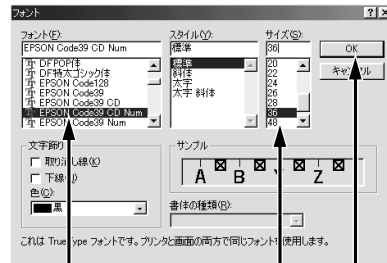 フォント
フォント(F):
スタイル(Y):
サイズ(S):
EPSON Code39 CD Num
標準
36
OK
キャンセル
DFPOP体
DF特太ゴシック体
EPSON Code128
EPSON Code39
EPSON Code39 CD
EPSON Code39 CD Num
EPSON Code39 Num
標準
斜体
太字
太字 斜体
20
22
24
26
28
36
48
文字飾り
取り消し線(K)
下線(U)
色(C):
黒
サンプル
A B Y Z
書体の種類(R):
これは TrueType フォントです。プリンタと画面の両方で同じフォントを使用します。